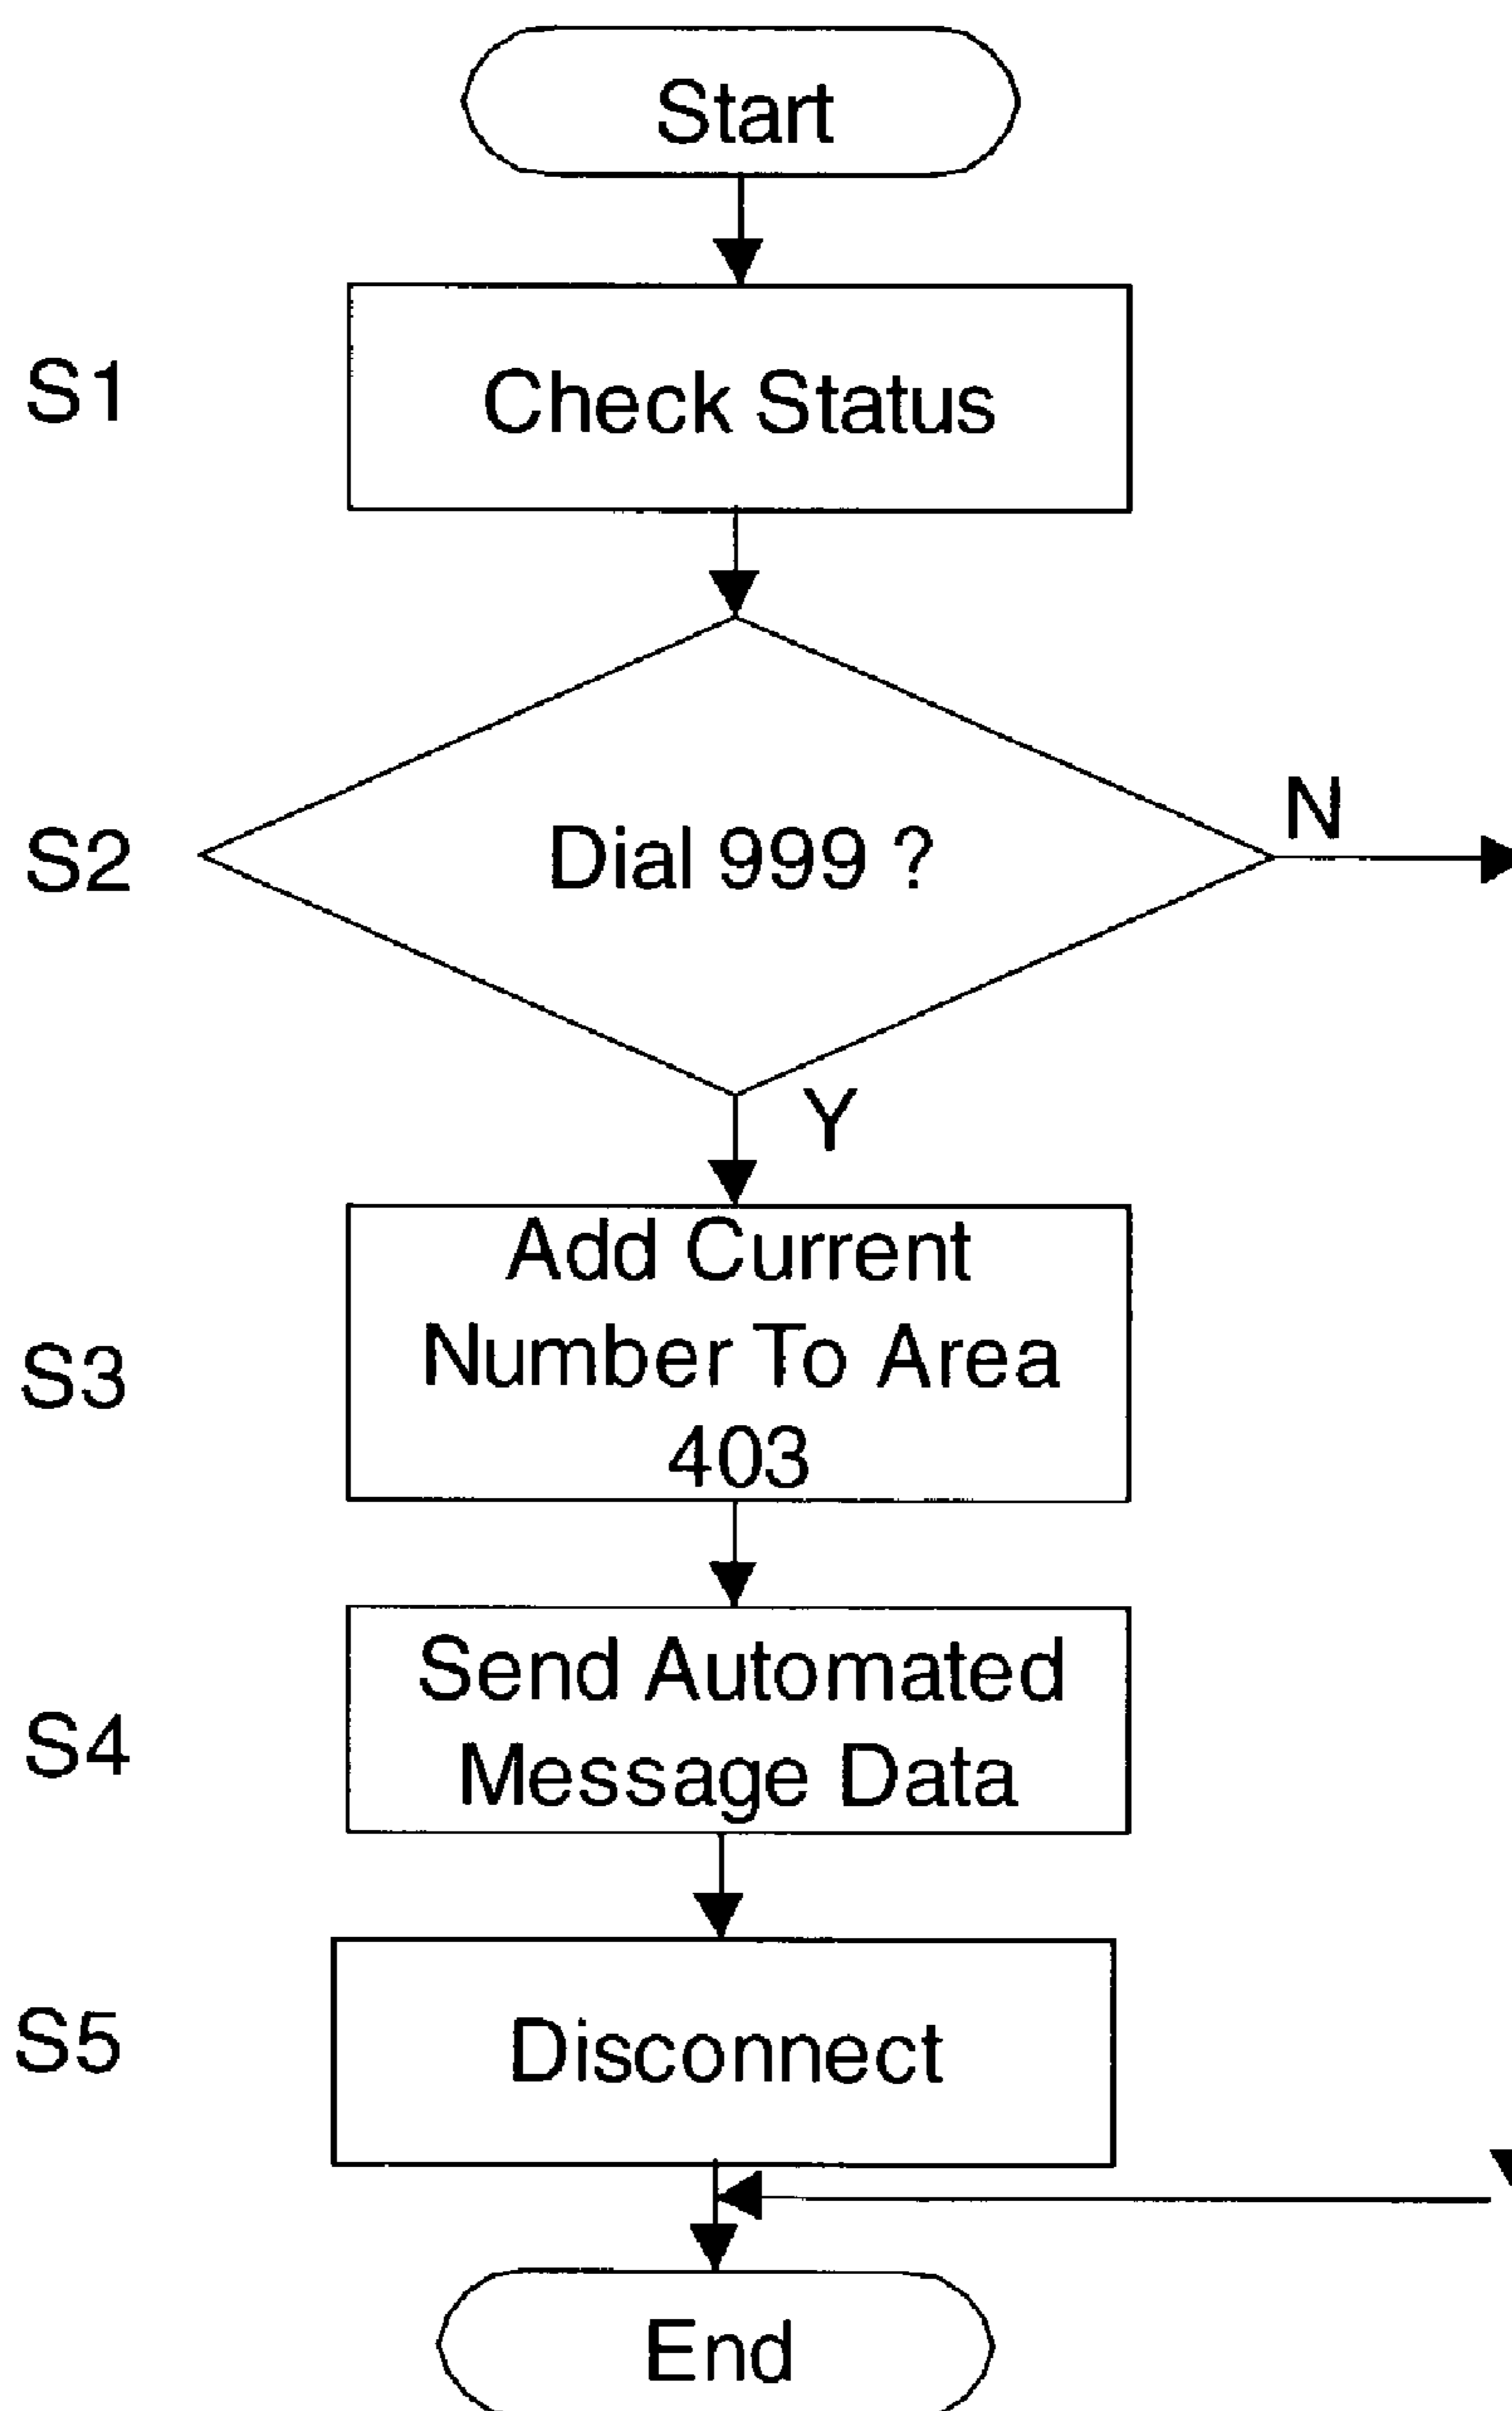 Start
S1
Check Status
S2
Dial 999 ?
N
Y
S3
Add Current
Number To Area
403
S4
Send Automated
Message Data
S5
Disconnect
End